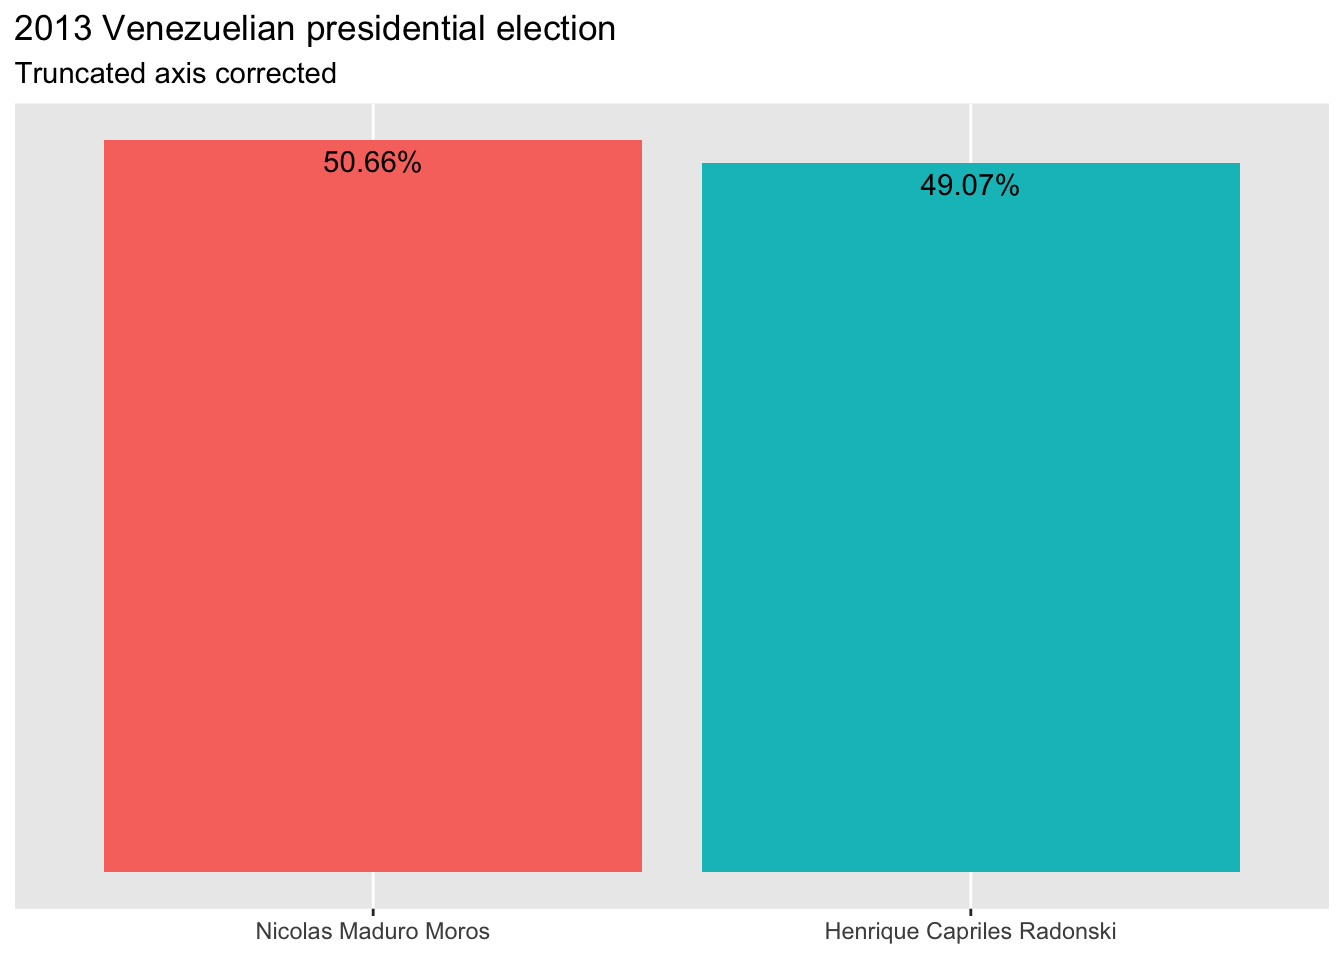 2013 Venezuelian presidential election
Truncated axis corrected
50.66%
49.07%
Nicolas Maduro Moros
Henrique Capriles Radonski